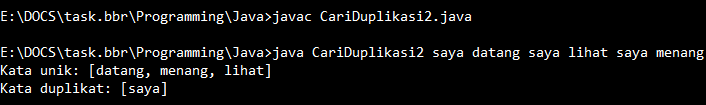 E:\DOCS\task.bbr\Programming\Java>javac CariDuplikasi2.java
E:\DOCS\task.bbr\Programming\Java>java CariDuplikasi2 saya datang saya lihat saya menang
Kata unik: [datang, menang, lihat]
Kata duplikat: [saya]